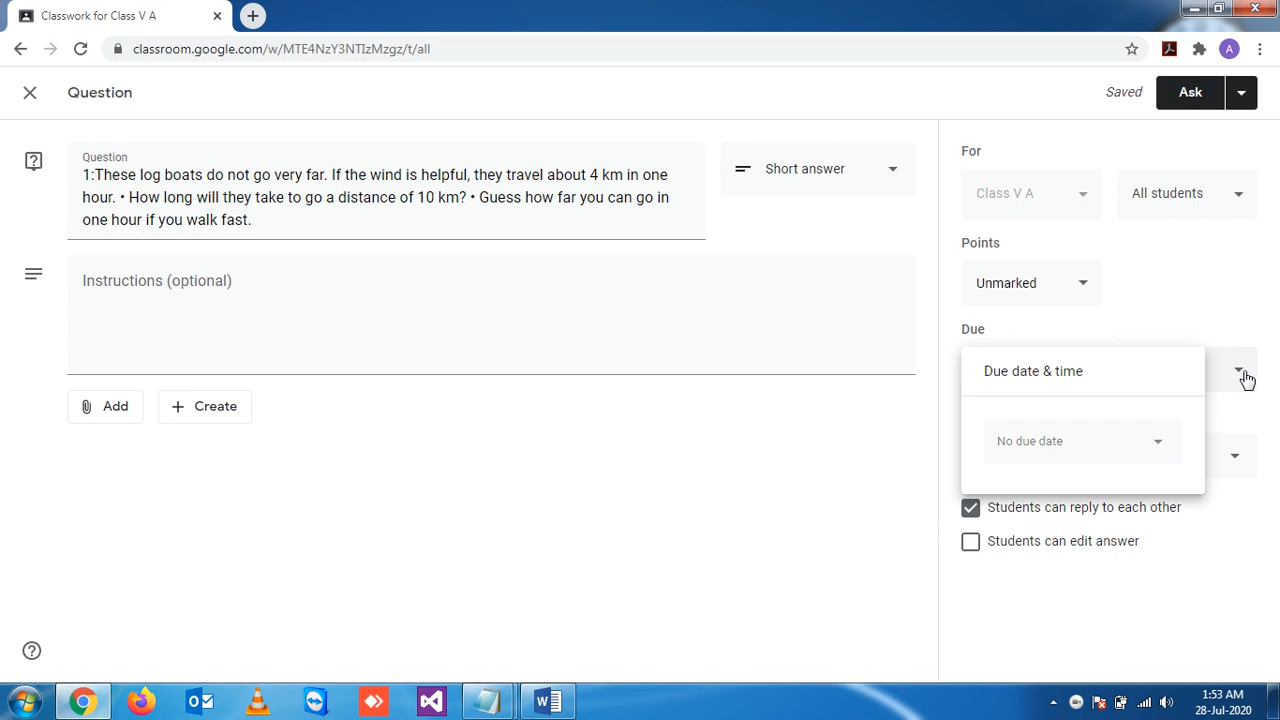 Classwork for Class V A
classroom.google.com/w/MTE4NzY3NTIzMzgz/t/all
A
Question
Saved
Ask
Question
1:These log boats do not go very far. If the wind is helpful, they travel about 4 km in one
hour. • How long will they take to go a distance of 10 km? • Guess how far you can go in
one hour if you walk fast.
Short answer
Instructions (optional)
Add
Create
For
Class V A
All students
Points
Unmarked
Due
Due date & time
No due date
Students can reply to each other
Students can edit answer
1:53 AM
28-Jul-2020